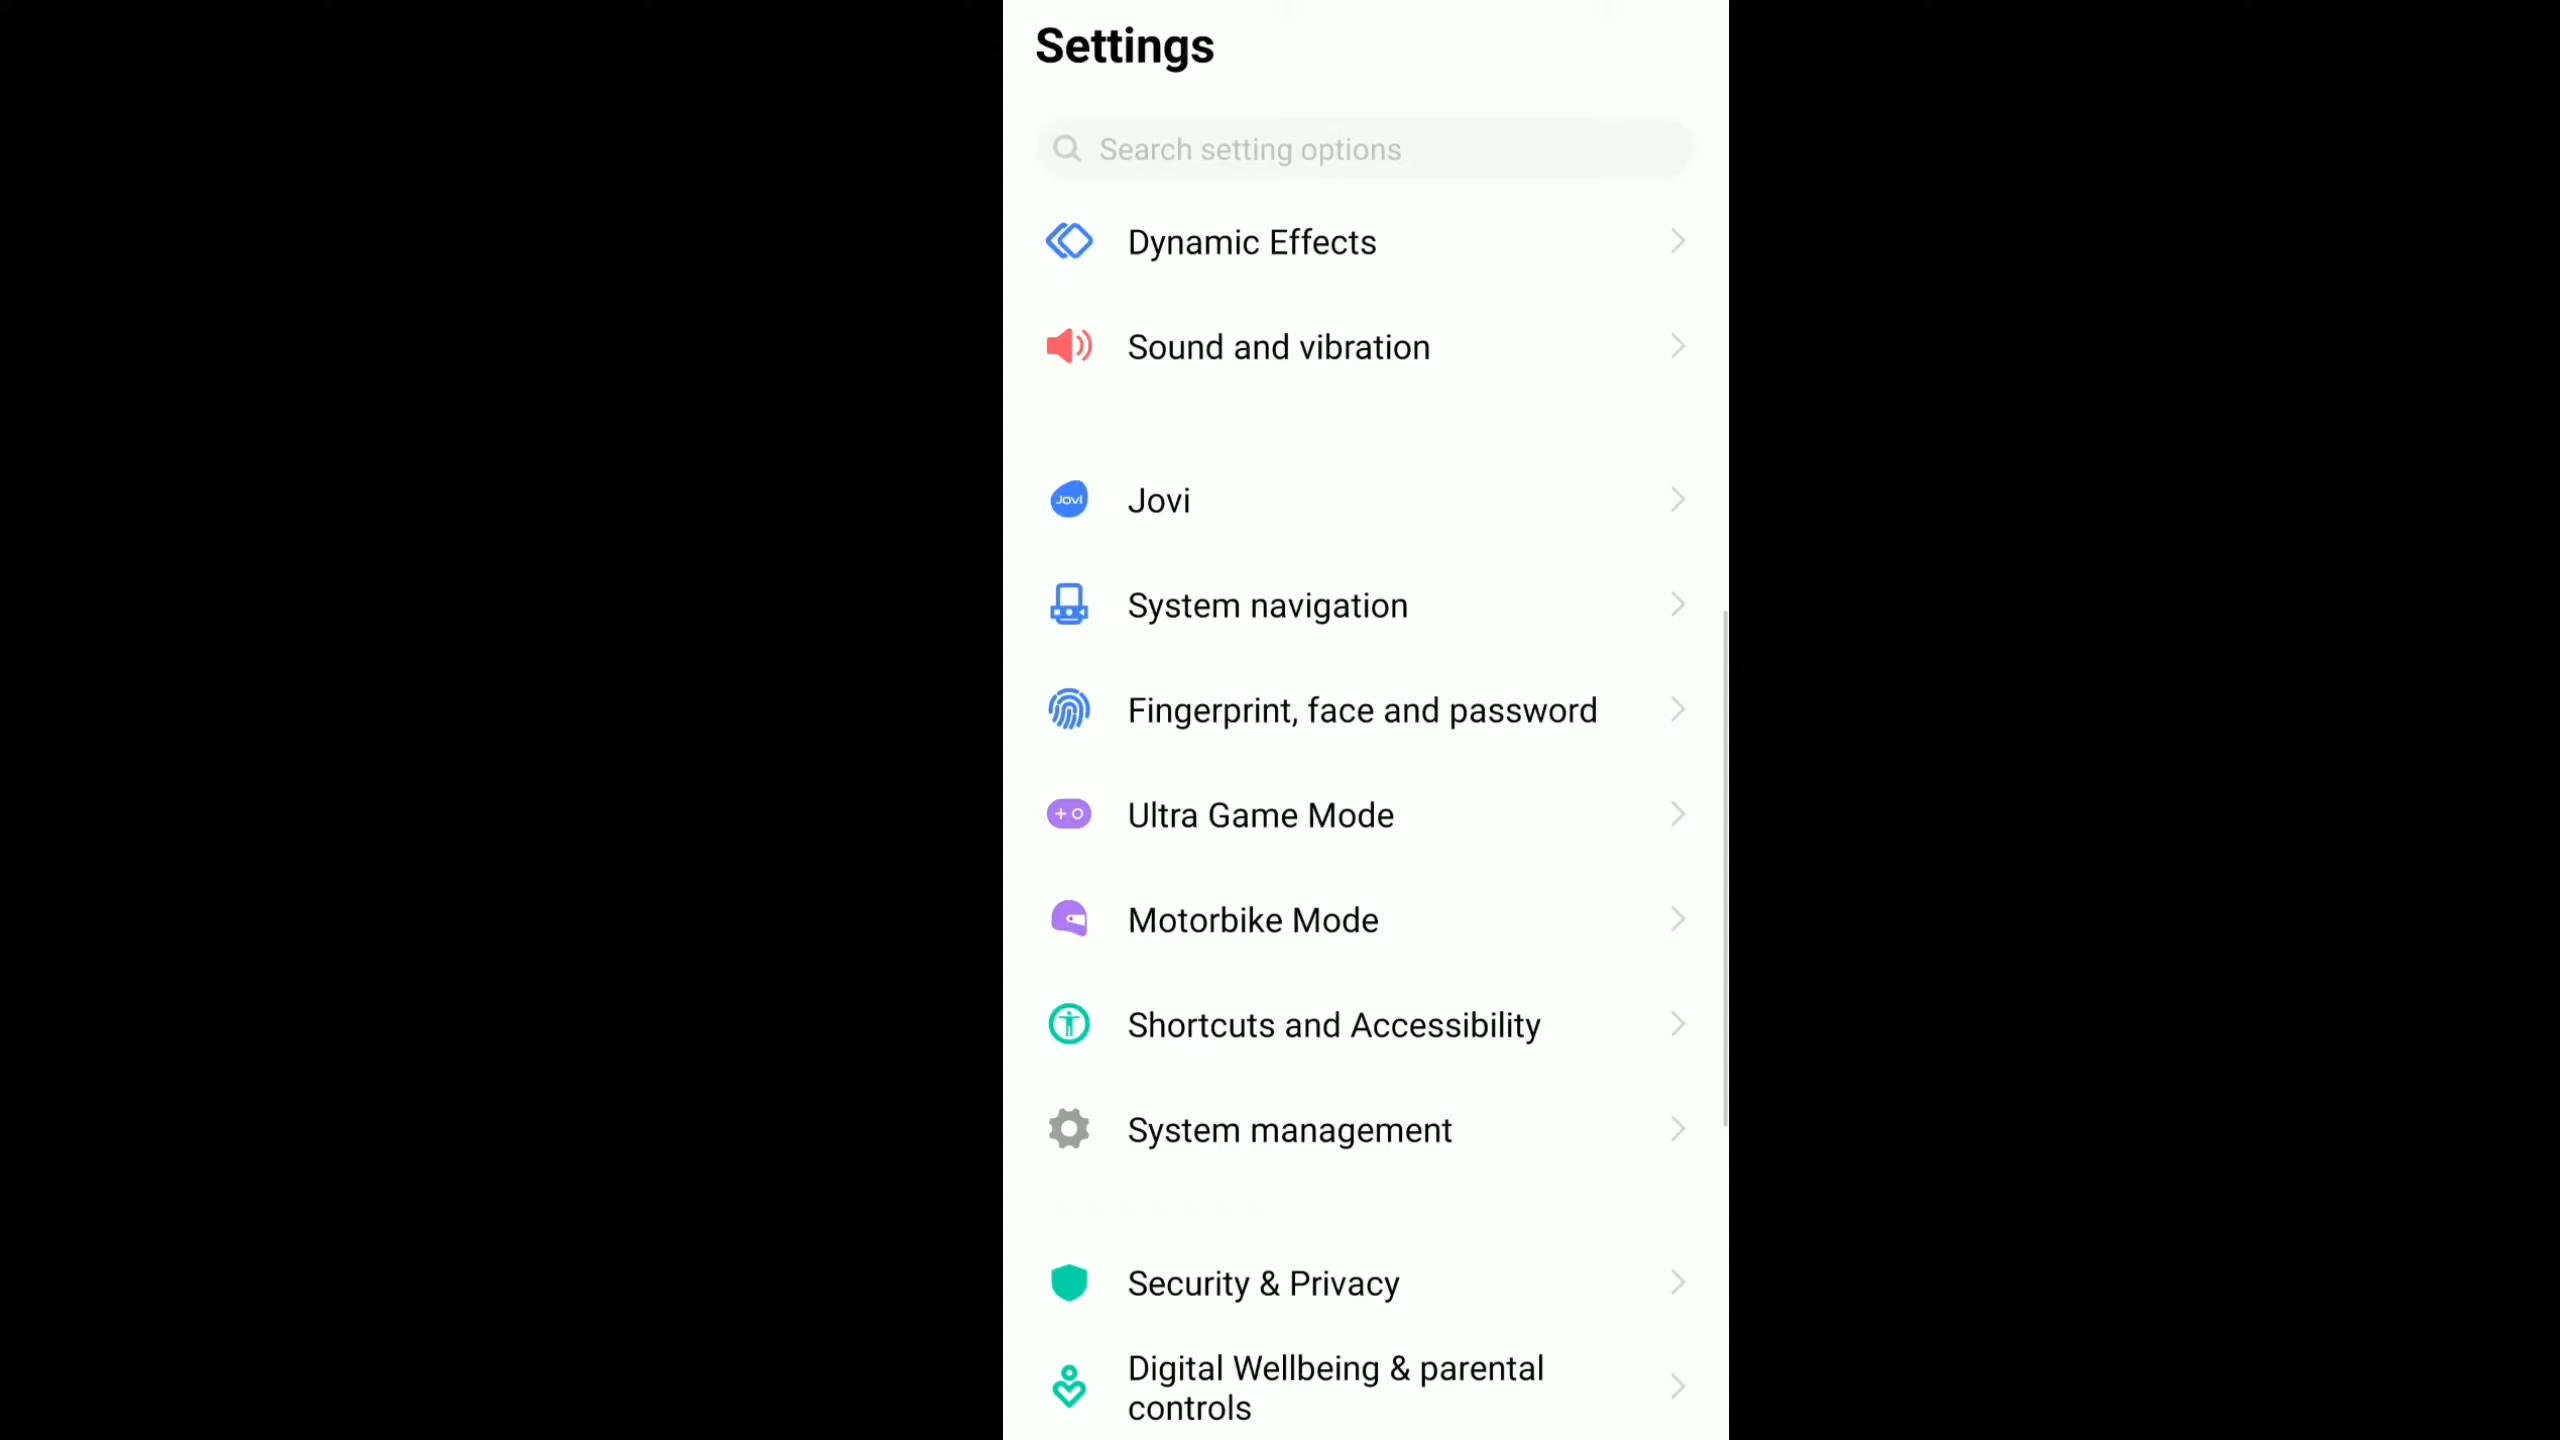 Settings
Search setting options
Dynamic Effects
Sound and vibration
Jovi
Jovi
System navigation
Fingerprint, face and password
Ultra Game Mode
Motorbike Mode
Shortcuts and Accessibility
System management
Security & Privacy
Digital Wellbeing & parental
controls